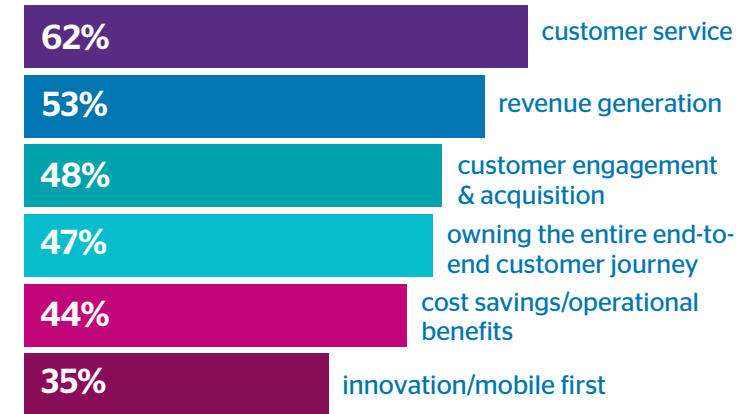 62% customer service
53% revenue generation
48% customer engagement
& acquisition
47% owning the entire end-to-
end customer journey
44% cost savings/operational
benefits
35% innovation/mobile first